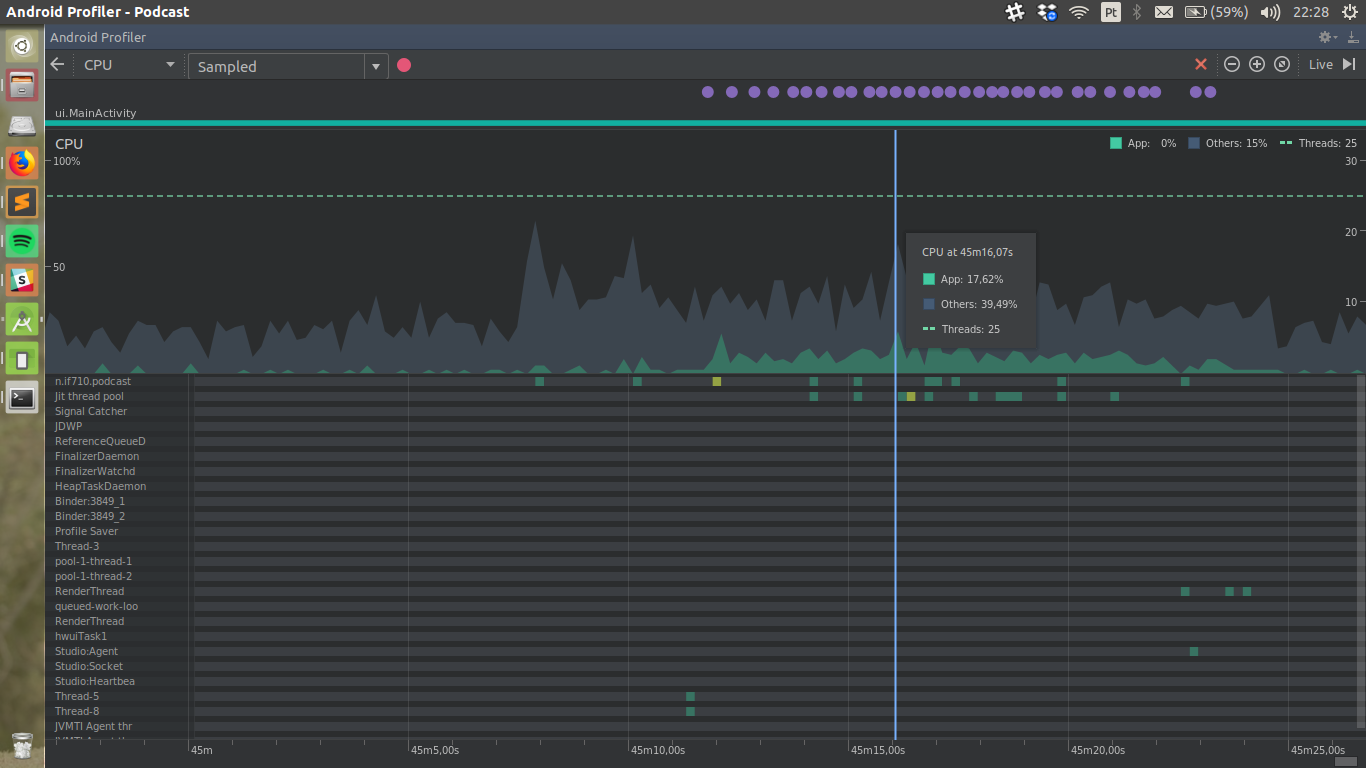 Android Profiler - Podcast
Pt
(59%)
22:28
Android Profiler
CPU
Sampled
Live
ui.MainActivity
CPU
App: 0%
Others: 15%
Threads: 25
100%
30
20
50
10
CPU at 45m16,07s
App: 17,62%
Others: 39,49%
Threads: 25
n.if710.podcast
Jit thread pool
Signal Catcher
JDWP
ReferenceQueueD
FinalizerDaemon
FinalizerWatchd
HeapTaskDaemon
Binder:3849_1
Binder:3849_2
Profile Saver
Thread-3
pool-1-thread-1
pool-1-thread-2
RenderThread
queued-work-loo
RenderThread
hwuiTask1
Studio:Agent
Studio:Socket
Studio:Heartbea
Thread-5
Thread-8
JVMTI Agent thr
45m
45m5,00s
45m10,00s
45m15,00s
45m20,00s
45m25,00s